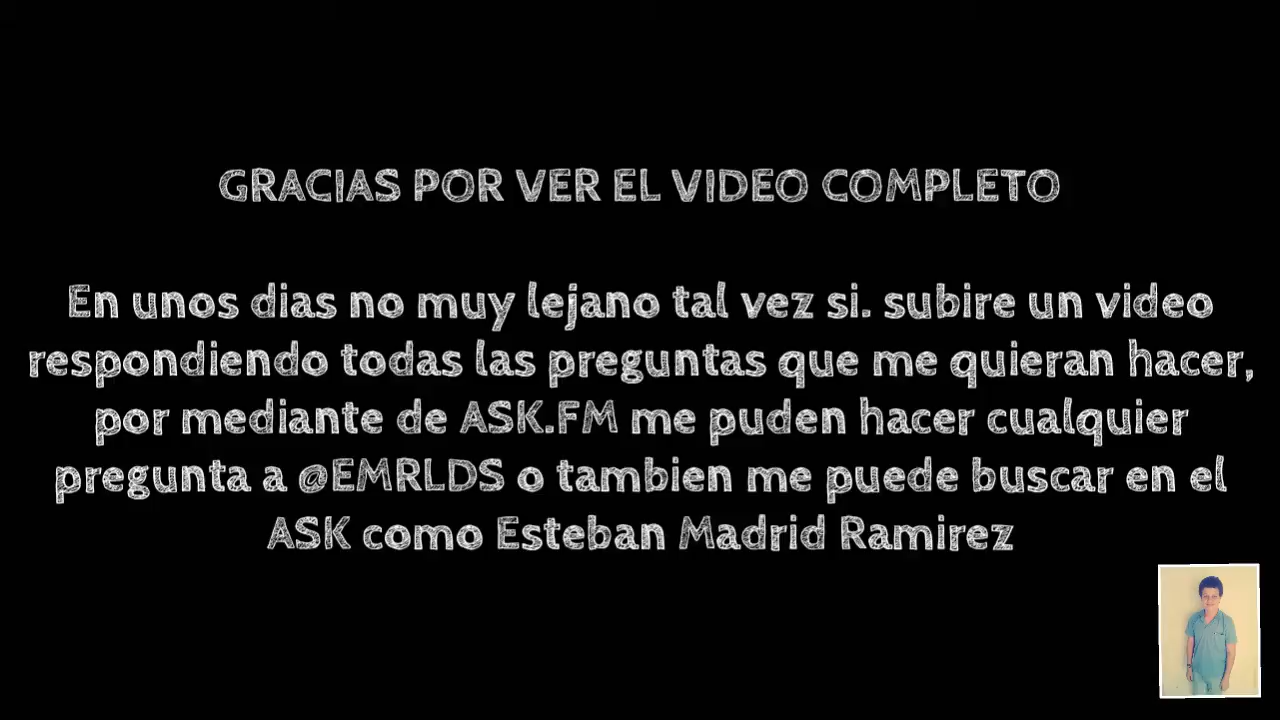 GRACIAS POR VER EL VIDEO COMPLETO
En unos dias no muy lejano tal vez si. subire un video
respondiendo todas las preguntas que me quieran hacer,
por mediante de ASK.FM me puden hacer cualquier
pregunta a @EMRLDS o tambien me puede buscar en el
ASK como Esteban Madrid Ramirez